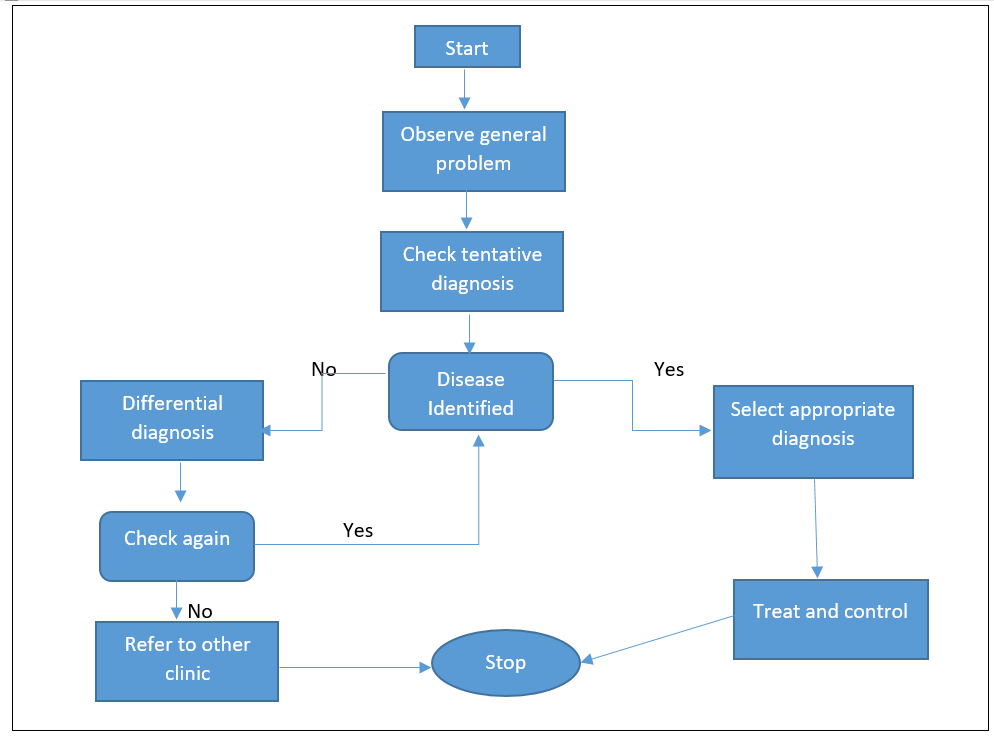 Start
Observe general
problem
Check tentative
diagnosis
Disease
Identified
No
Yes
Differential
diagnosis
Select appropriate
diagnosis
Check again
Yes
No
Refer to other
clinic
Stop
Treat and control